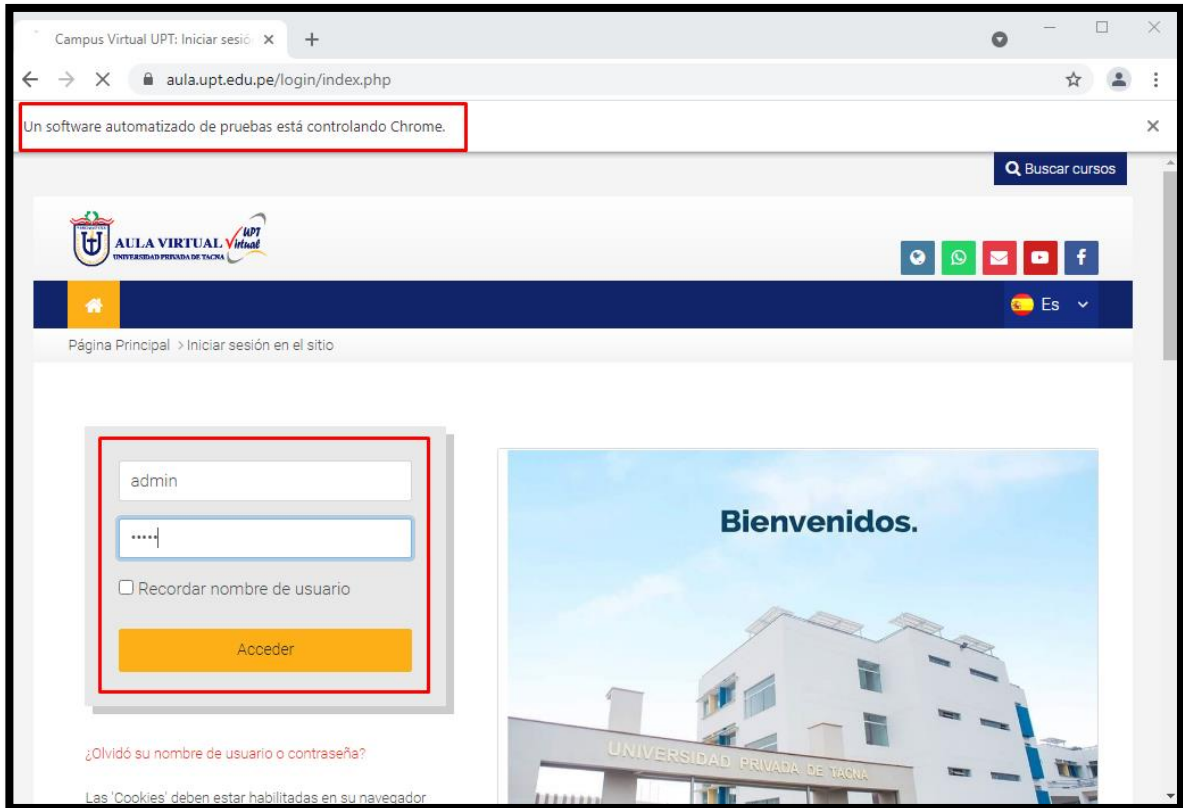 Campus Virtual UPT: Iniciar sesió
aula.upt.edu.pe/login/index.php
Un software automatizado de pruebas está controlando Chrome.
Buscar cursos
AULA VIRTUAL UPT Virtual
UNIVERSIDAD PRIVADA DE TACNA
Es
Página Principal > Iniciar sesión en el sitio
admin
•••••
Recordar nombre de usuario
Acceder
Bienvenidos.
UNIVERSIDAD PRIVADA DE TACNA
¿Olvidó su nombre de usuario o contraseña?
Las 'Cookies' deben estar habilitadas en su navegador